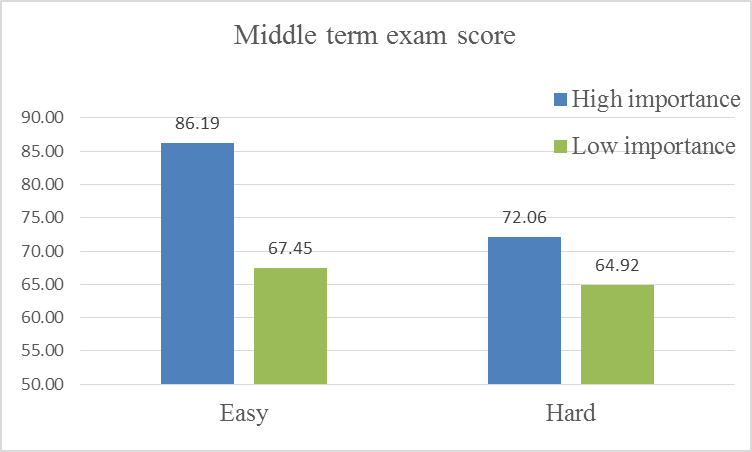 Middle term exam score
High importance
Low importance
90.00
85.00
80.00
75.00
70.00
65.00
60.00
55.00
50.00
86.19
67.45
72.06
64.92
Easy
Hard